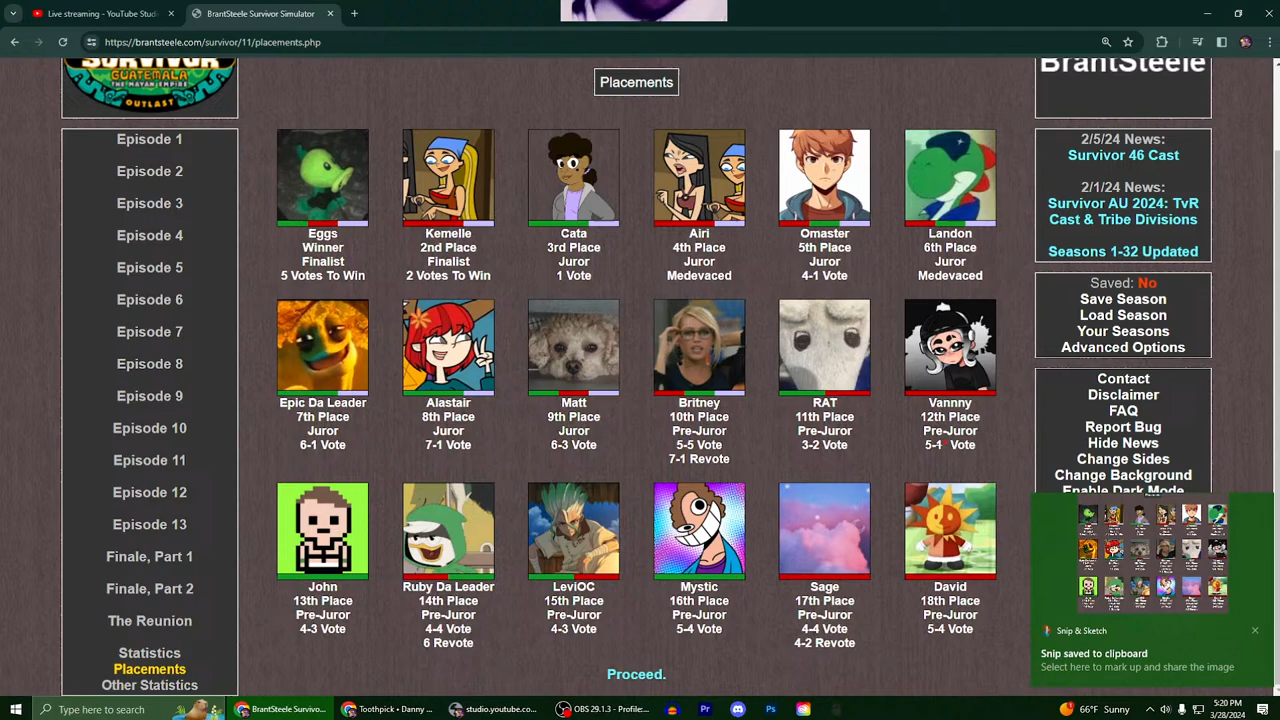 Live streaming - YouTube Stud
BrantSteele Survivor Simulator
https://brantsteele.com/survivor/11/placements.php
SURVIVOR
GUATEMALA
THE MAYAN EMPIRE
OUTLAST
Placements
BrantSteele
Episode 1
Episode 2
Episode 3
Episode 4
Episode 5
Episode 6
Episode 7
Episode 8
Episode 9
Episode 10
Episode 11
Episode 12
Episode 13
Finale, Part 1
Finale, Part 2
The Reunion
Statistics
Placements
Other Statistics
Eggs
Winner
Finalist
5 Votes To Win
Kemelle
2nd Place
Finalist
2 Votes To Win
Cata
3rd Place
Juror
1 Vote
Airi
4th Place
Juror
Medevaced
Omaster
5th Place
Juror
4-1 Vote
Landon
6th Place
Juror
Medevaced
Epic Da Leader
7th Place
Juror
6-1 Vote
Alastair
8th Place
Juror
7-1 Vote
Matt
9th Place
Juror
6-3 Vote
Britney
10th Place
Pre-Juror
5-5 Vote
7-1 Revote
RAT
11th Place
Pre-Juror
3-2 Vote
Vannny
12th Place
Pre-Juror
5-1 Vote
John
13th Place
Pre-Juror
4-3 Vote
Ruby Da Leader
14th Place
Pre-Juror
4-4 Vote
6 Revote
LeviOC
15th Place
Pre-Juror
4-3 Vote
Mystic
16th Place
Pre-Juror
5-4 Vote
Sage
17th Place
Pre-Juror
4-4 Vote
4-2 Revote
David
18th Place
Pre-Juror
5-4 Vote
Proceed.
2/5/24 News:
Survivor 46 Cast
2/1/24 News:
Survivor AU 2024: TvR
Cast & Tribe Divisions
Seasons 1-32 Updated
Saved: No
Save Season
Load Season
Your Seasons
Advanced Options
Contact
Disclaimer
FAQ
Report Bug
Hide News
Change Sides
Change Background
Enable Dark Mode
Snip & Sketch
Snip saved to clipboard
Select here to mark up and share the image
Type here to search
BrantSteele Survivo...
Toothpick • Danny ...
studio.youtube.co...
OBS 29.1.3 - Profile:...
66°F Sunny
5:20 PM
3/28/2024